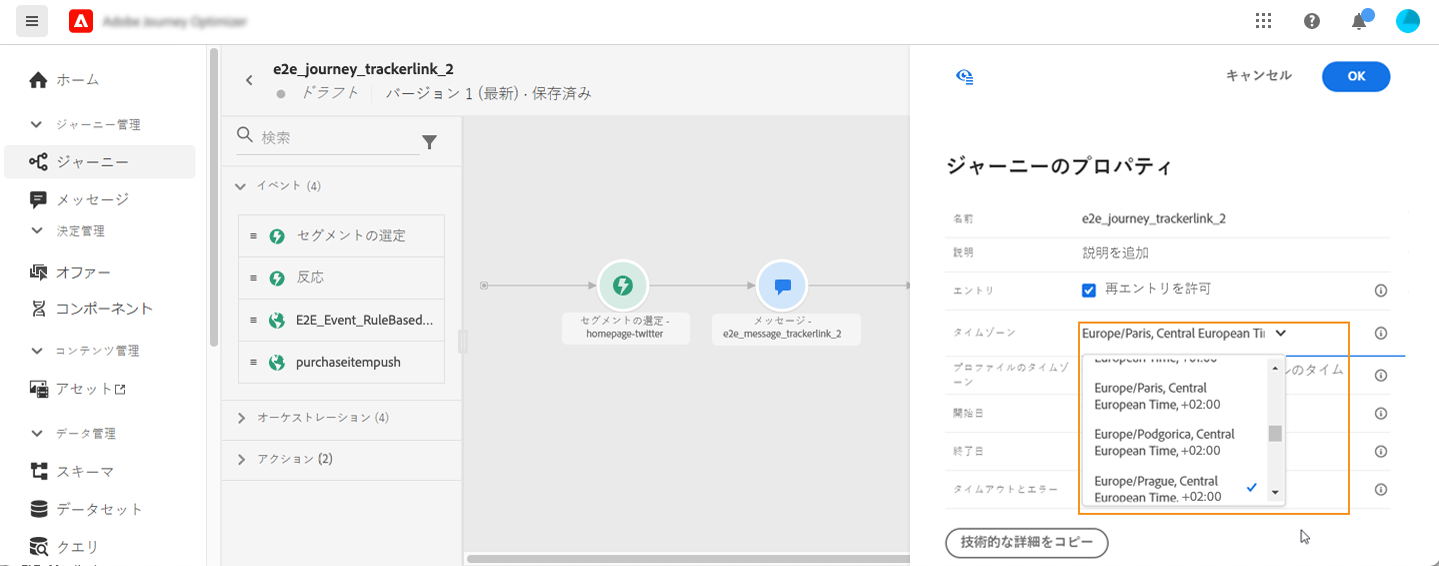 Adobe Journey Optimizer
キャンセル
OK
ホーム
ジャーニー管理
ジャーニー
メッセージ
決定管理
オファー
コンポーネント
コンテンツ管理
アセット
データ管理
スキーマ
データセット
クエリ
e2e_journey_trackerlink_2
ドラフト
バージョン 1 (最新) · 保存済み
検索
イベント (4)
セグメントの選定
反応
E2E_Event_RuleBased...
purchaseitempush
オーケストレーション (4)
アクション (2)
セグメントの選定 -
homepage-twitter
メッセージ -
e2e_message_trackerlink_2
ジャーニーのプロパティ
名前
e2e_journey_trackerlink_2
説明
説明を追加
エントリ
再エントリを許可
タイムゾーン
Europe/Paris, Central European Ti
European Time, +01:00
プロファイルのタイムゾ
ーン
ルのタイム
Europe/Paris, Central
European Time, +02:00
開始日
Europe/Podgorica, Central
European Time, +02:00
終了日
Europe/Prague, Central
European Time, +02:00
タイムアウトとエラー
技術的な詳細をコピー